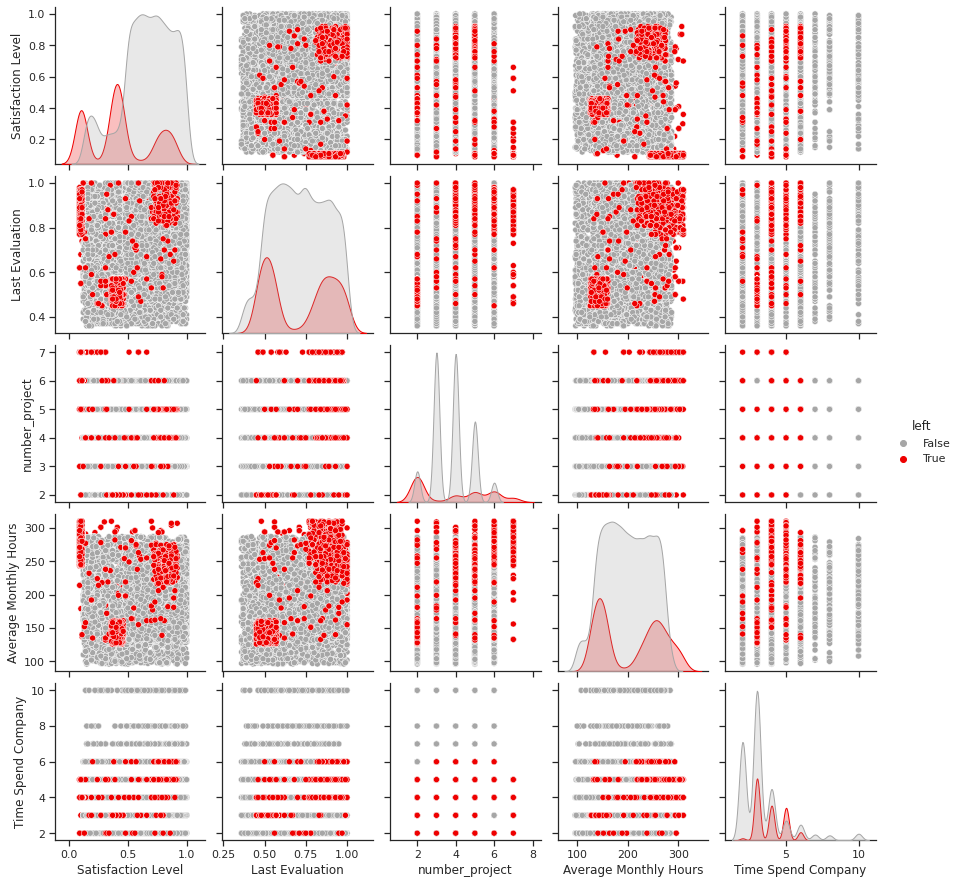 Satisfaction Level
1.0
0.8
0.6
0.4
0.2
Last Evaluation
1.0
0.8
0.6
0.4
number_project
7
6
5
4
3
2
left
False
True
Average Monthly Hours
300
250
200
150
100
Time Spend Company
10
8
6
4
2
0.0 0.5 1.0
0.25 0.50 0.75 1.00
2 4 6 8
100 200 300
5 10
Satisfaction Level
Last Evaluation
number_project
Average Monthly Hours
Time Spend Company